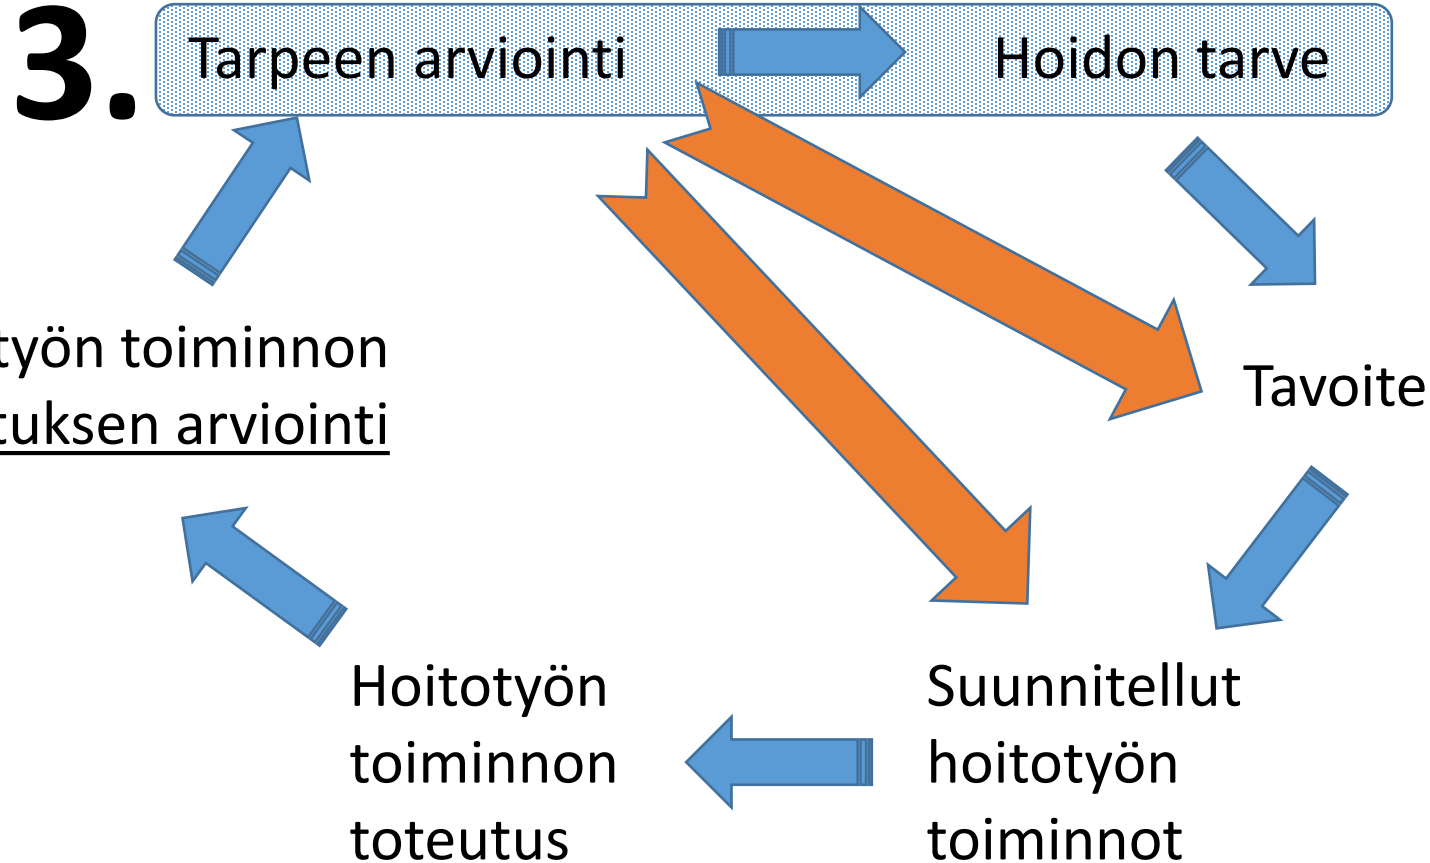 3.
Tarpeen arviointi
Hoidon tarve
työn toiminnon
tuksen arviointi
Tavoite
Hoitotyön
toiminnon
toteutus
Suunnitellut
hoitotyön
toiminnot